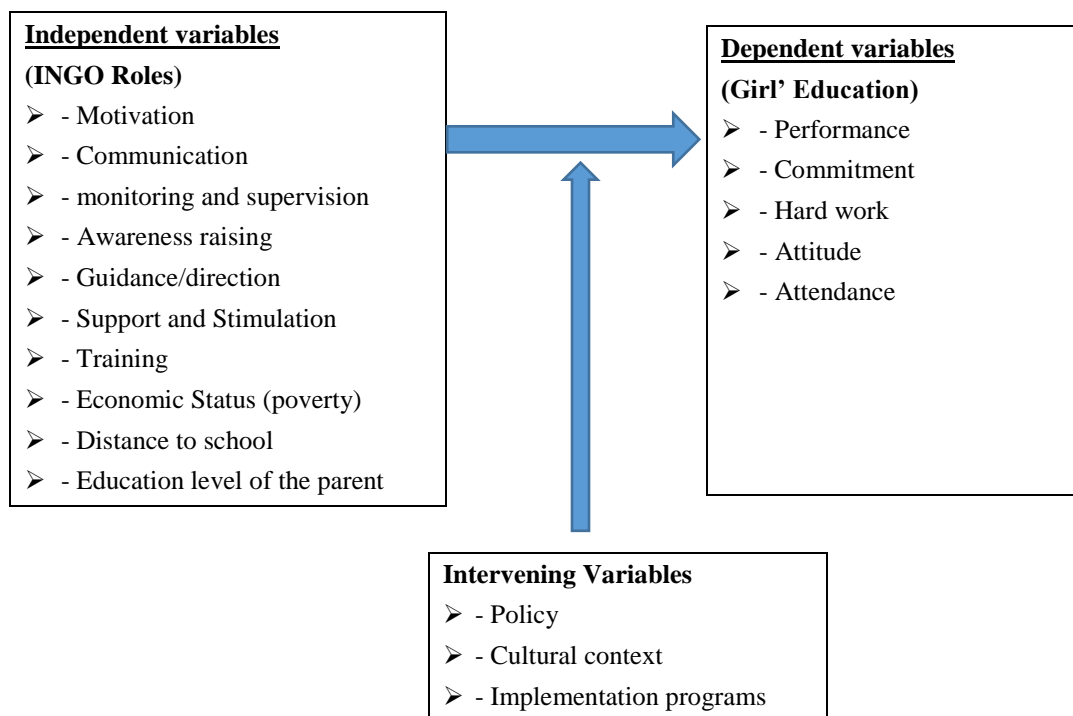 Independent variables
(INGO Roles)
➢ - Motivation
➢ - Communication
➢ - monitoring and supervision
➢ - Awareness raising
➢ - Guidance/direction
➢ - Support and Stimulation
➢ - Training
➢ - Economic Status (poverty)
➢ - Distance to school
➢ - Education level of the parent
Dependent variables
(Girl’ Education)
➢ - Performance
➢ - Commitment
➢ - Hard work
➢ - Attitude
➢ - Attendance
Intervening Variables
➢ - Policy
➢ - Cultural context
➢ - Implementation programs